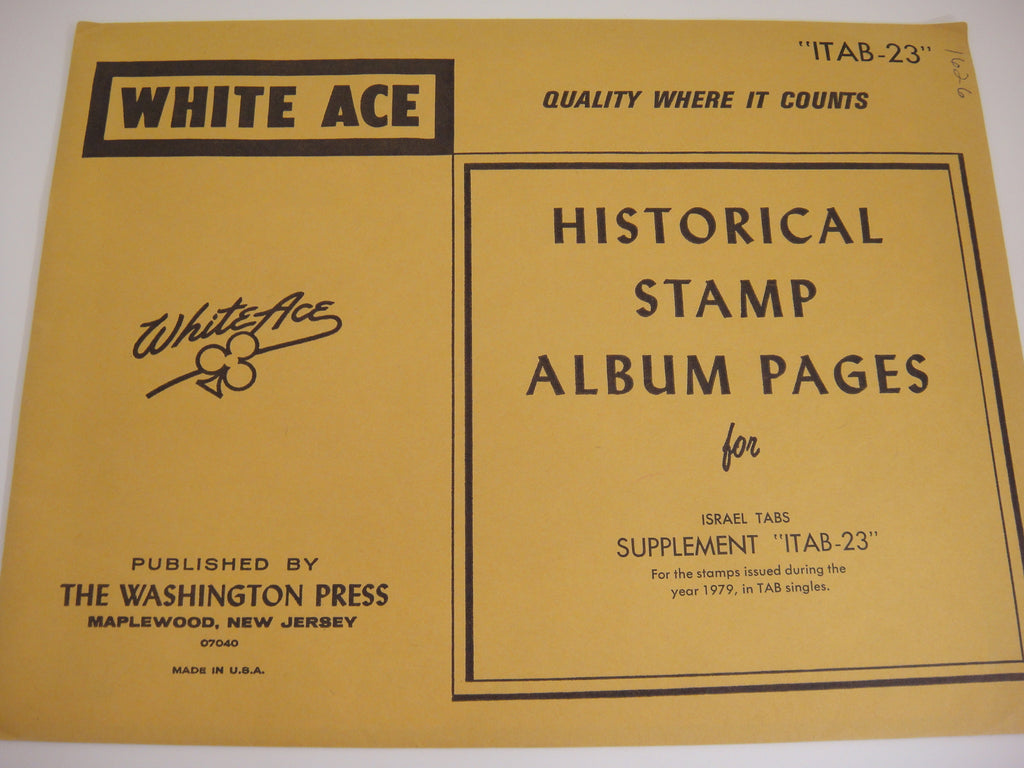 "ITAB-23"
1626
WHITE ACE
QUALITY WHERE IT COUNTS
HISTORICAL
STAMP
ALBUM PAGES
for
ISRAEL TABS
SUPPLEMENT "ITAB-23"
For the stamps issued during the
year 1979, in TAB singles.
White Ace
PUBLISHED BY
THE WASHINGTON PRESS
MAPLEWOOD, NEW JERSEY
07040
MADE IN U.S.A.